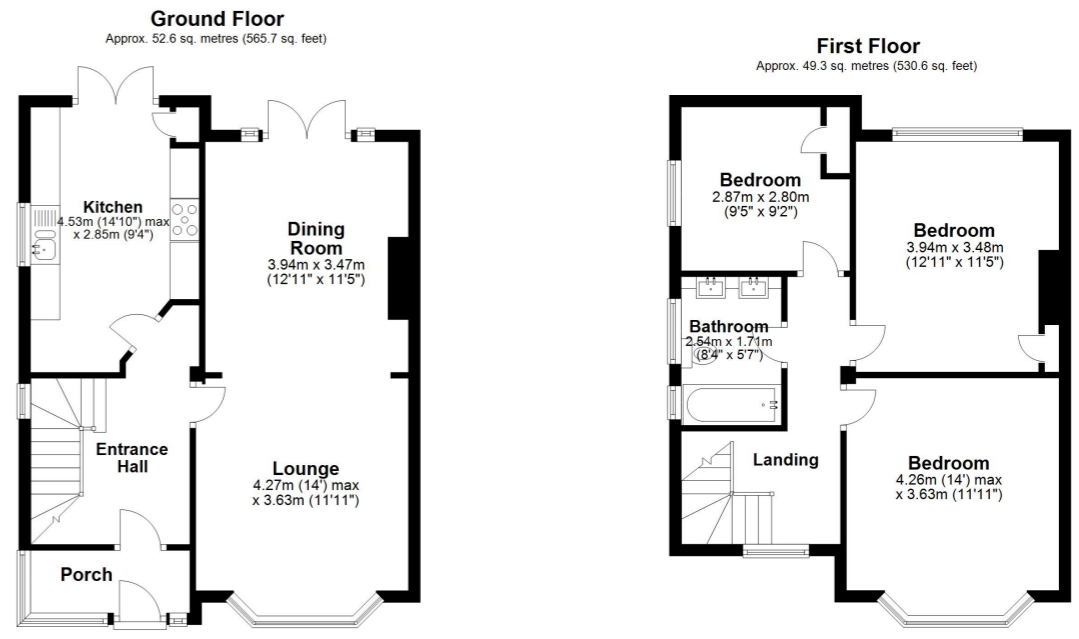 Ground Floor
Approx. 52.6 sq. metres (565.7 sq. feet)
Kitchen
4.53m (14'10") max
x 2.85m (9'4")
Dining
Room
3.94m x 3.47m
(12'11" x 11'5")
Entrance
Hall
Lounge
4.27m (14') max
x 3.63m (11'11")
Porch
First Floor
Approx. 49.3 sq. metres (530.6 sq. feet)
Bedroom
2.87m x 2.80m
(9'5" x 9'2")
Bedroom
3.94m x 3.48m
(12'11" x 11'5")
Bathroom
2.54m x 1.71m
(8'4" x 5'7")
Landing
Bedroom
4.26m (14') max
x 3.63m (11'11")